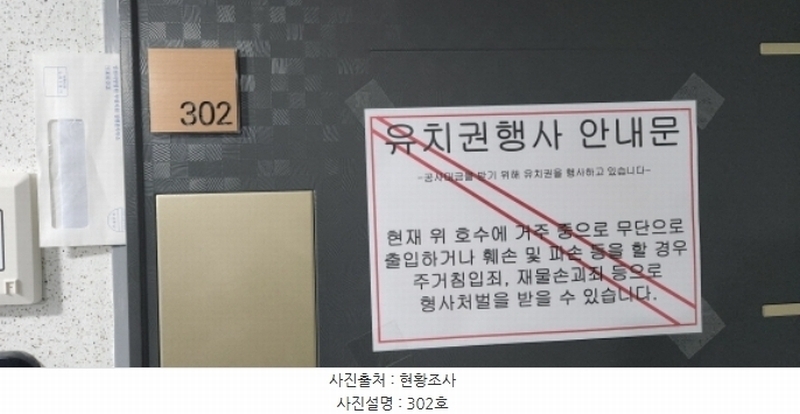 302
유치권행사 안내문
-공사대금을 받기 위해 유치권을 행사하고 있습니다-
현재 위 호수에 거주 중으로 무단으로
출입하거나 훼손 및 파손 등을 할 경우
주거침입죄, 재물손괴죄 등으로
형사처벌을 받을 수 있습니다.
사진출처 : 현황조사
사진설명 : 302호